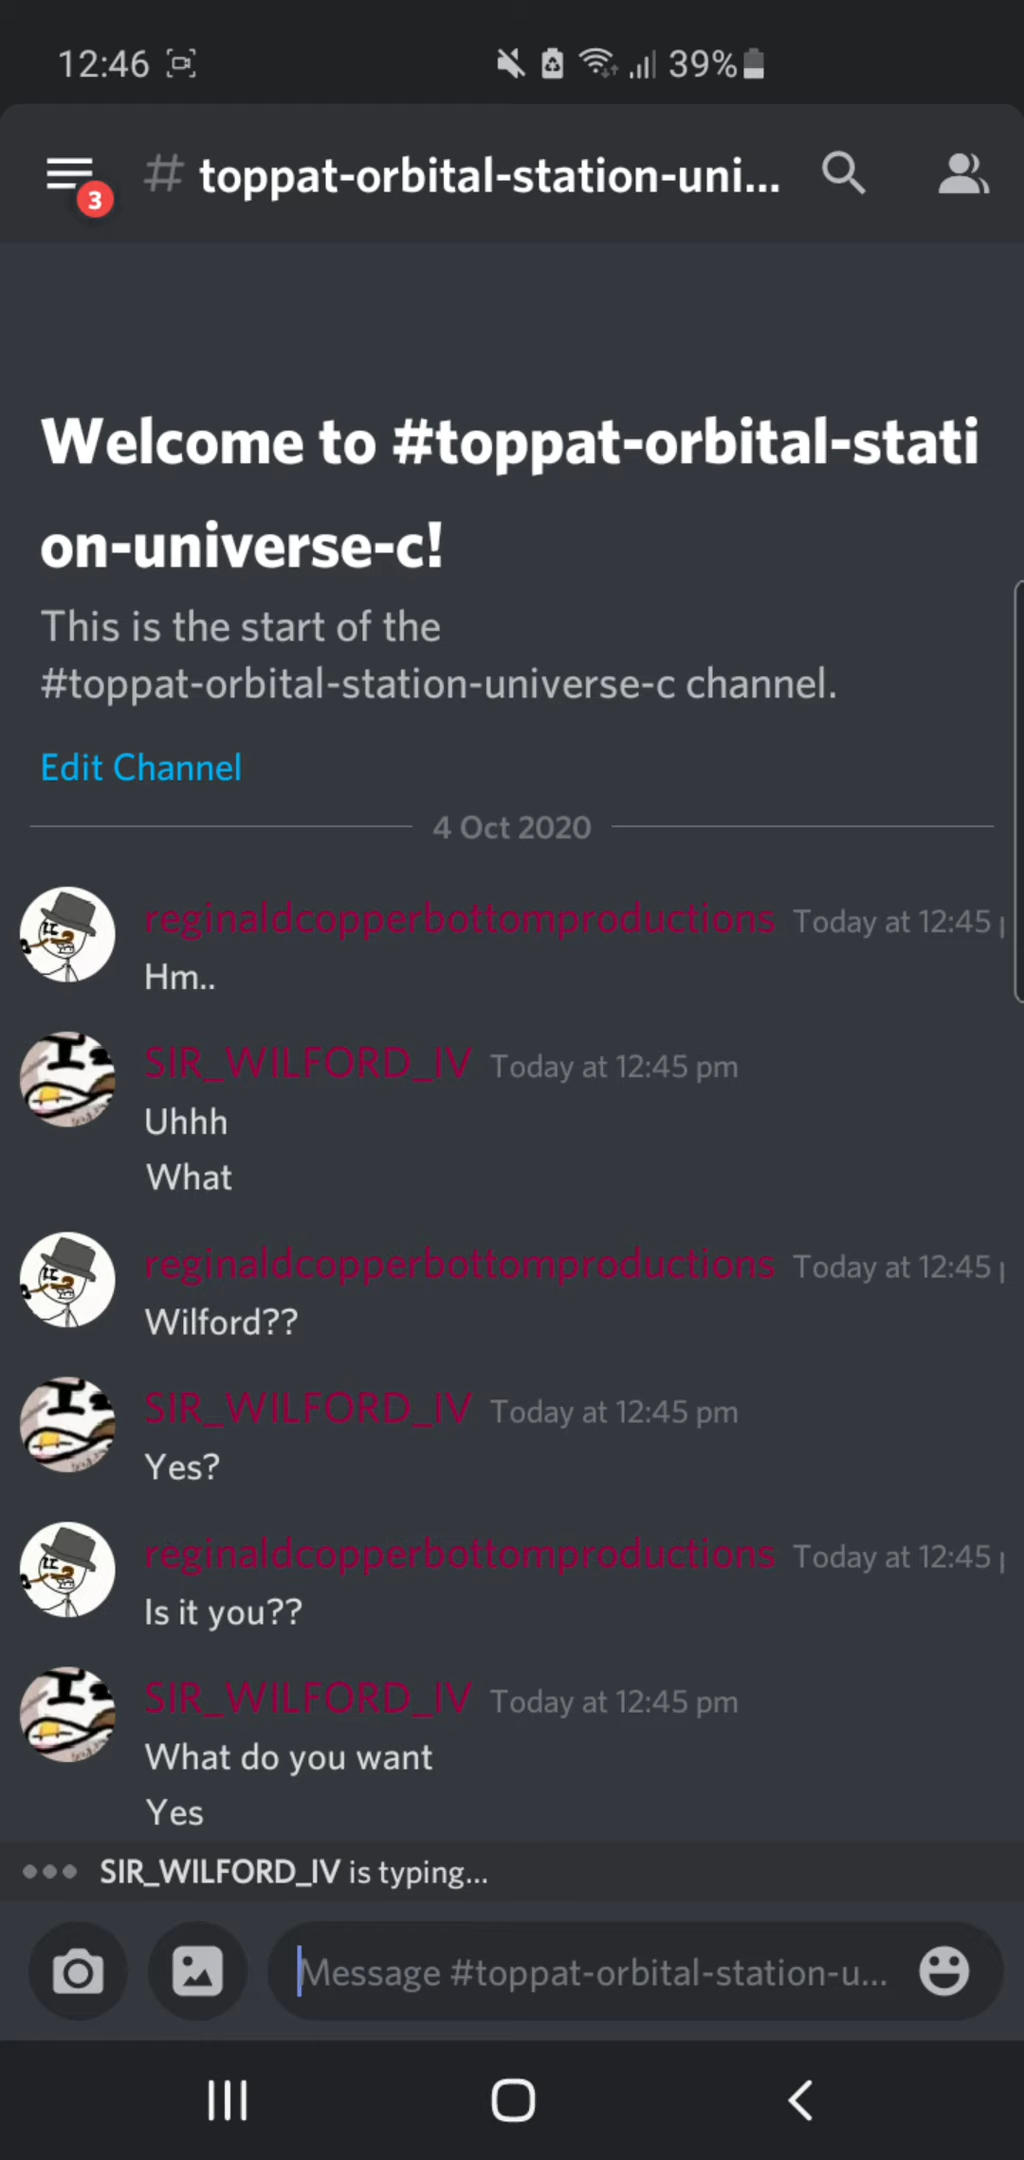 12:46
39%
3
# toppat-orbital-station-uni...
Welcome to #toppat-orbital-stati
on-universe-c!
This is the start of the
#toppat-orbital-station-universe-c channel.
Edit Channel
4 Oct 2020
reginaldcopperbottomproductions Today at 12:45
Hm..
SIR_WILFORD_IV Today at 12:45 pm
Uhhh
What
reginaldcopperbottomproductions Today at 12:45
Wilford??
SIR_WILFORD_IV Today at 12:45 pm
Yes?
reginaldcopperbottomproductions Today at 12:45
Is it you??
SIR_WILFORD_IV Today at 12:45 pm
What do you want
Yes
SIR_WILFORD_IV is typing...
Message #toppat-orbital-station-u...